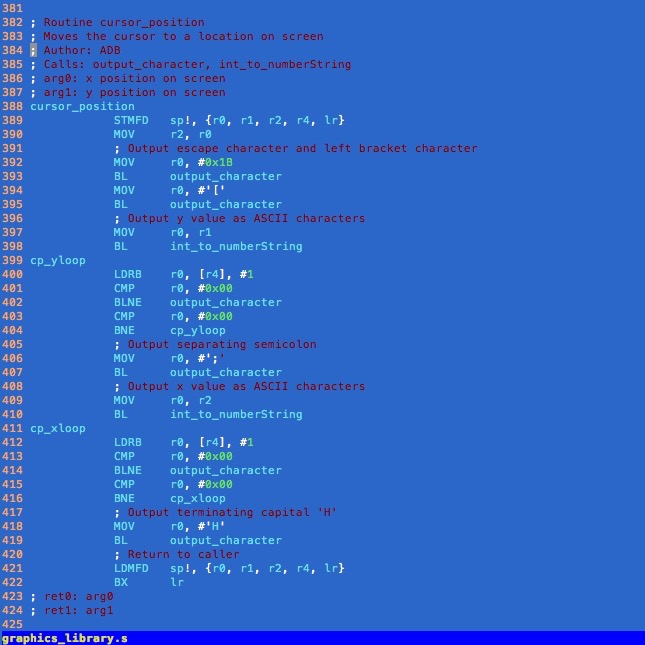 381
382 ; Routine cursor_position
383 ; Moves the cursor to a location on screen
384 ; Author: ADB
385 ; Calls: output_character, int_to_numberString
386 ; arg0: x position on screen
387 ; arg1: y position on screen
388 cursor_position
389 STMFD sp!, {r0, r1, r2, r4, lr}
390 MOV r2, r0
391 ; Output escape character and left bracket character
392 MOV r0, #0x1B
393 BL output_character
394 MOV r0, #'['
395 BL output_character
396 ; Output y value as ASCII characters
397 MOV r0, r1
398 BL int_to_numberString
399 cp_yloop
400 LDRB r0, [r4], #1
401 CMP r0, #0x00
402 BLNE output_character
403 CMP r0, #0x00
404 BNE cp_yloop
405 ; Output separating semicolon
406 MOV r0, #';'
407 BL output_character
408 ; Output x value as ASCII characters
409 MOV r0, r2
410 BL int_to_numberString
411 cp_xloop
412 LDRB r0, [r4], #1
413 CMP r0, #0x00
414 BLNE output_character
415 CMP r0, #0x00
416 BNE cp_xloop
417 ; Output terminating capital 'H'
418 MOV r0, #'H'
419 BL output_character
420 ; Return to caller
421 LDMFD sp!, {r0, r1, r2, r4, lr}
422 BX lr
423 ; ret0: arg0
424 ; ret1: arg1
425
graphics_library.s